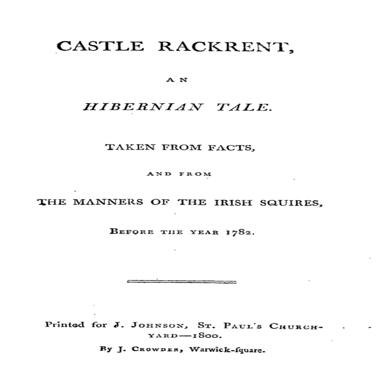 CASTLE RACKRENT,
AN
HIBERNIAN TALE.
TAKEN FROM FACTS,
AND FROM
THE MANNERS OF THE IRISH SQUIRES,
BEFORE THE YEAR 1782.
Printed for J. JOHNSON, ST. PAUL'S CHURCH-
YARD—1800.
By J. CROWDER, Warwick-square.